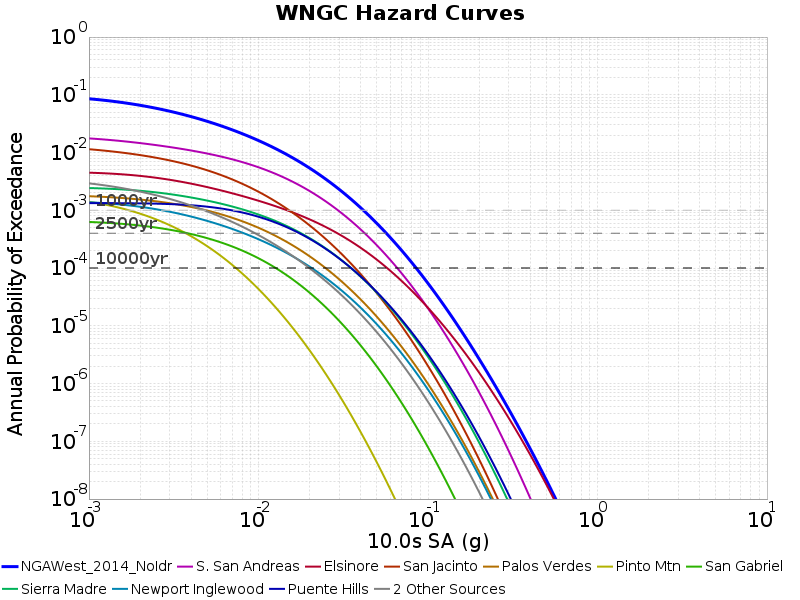 WNGC Hazard Curves
Annual Probability of Exceedance
10^0
10^-1
10^-2
10^-3
10^-4
10^-5
10^-6
10^-7
10^-8
1000yr
2500yr
10000yr
10^-3 10^-2 10^-1 10^0 10^1
10.0s SA (g)
NGAWest_2014_NoIdr S. San Andreas Elsinore San Jacinto Palos Verdes Pinto Mtn San Gabriel
Sierra Madre Newport Inglewood Puente Hills 2 Other Sources